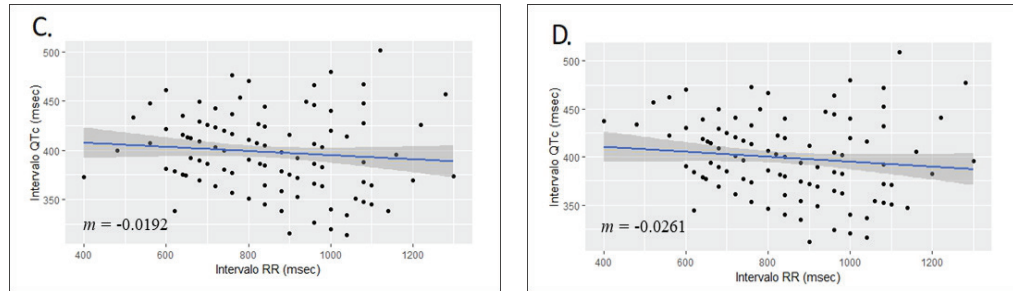 C.
Intervalo QTc (msec)
500
450
400
350
m = -0.0192
400
600
800
1000
1200
Intervalo RR (msec)
D.
Intervalo QTc (msec)
500
450
400
350
m = -0.0261
400
600
800
1000
1200
Intervalo RR (msec)